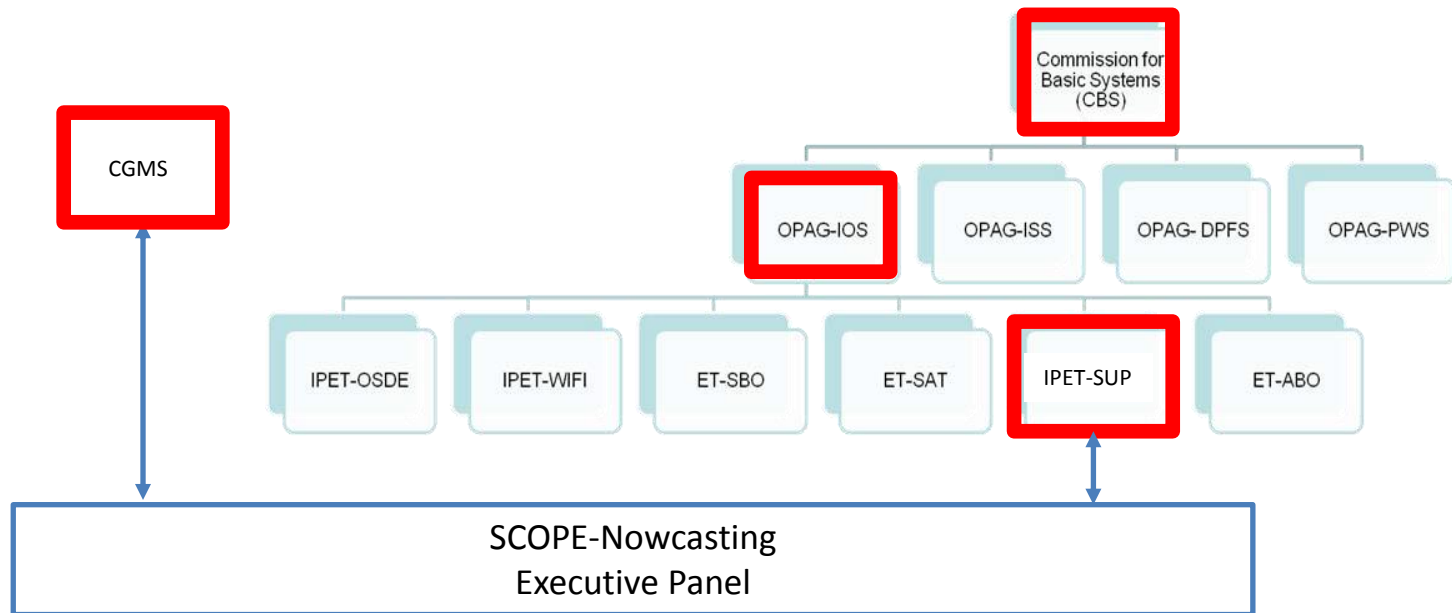 Commission for
Basic Systems
(CBS)
CGMS
OPAG-IOS
OPAG-ISS
OPAG- DPFS
OPAG-PWS
IPET-OSDE
IPET-WIFI
ET-SBO
ET-SAT
IPET-SUP
ET-ABO
SCOPE-Nowcasting
Executive Panel